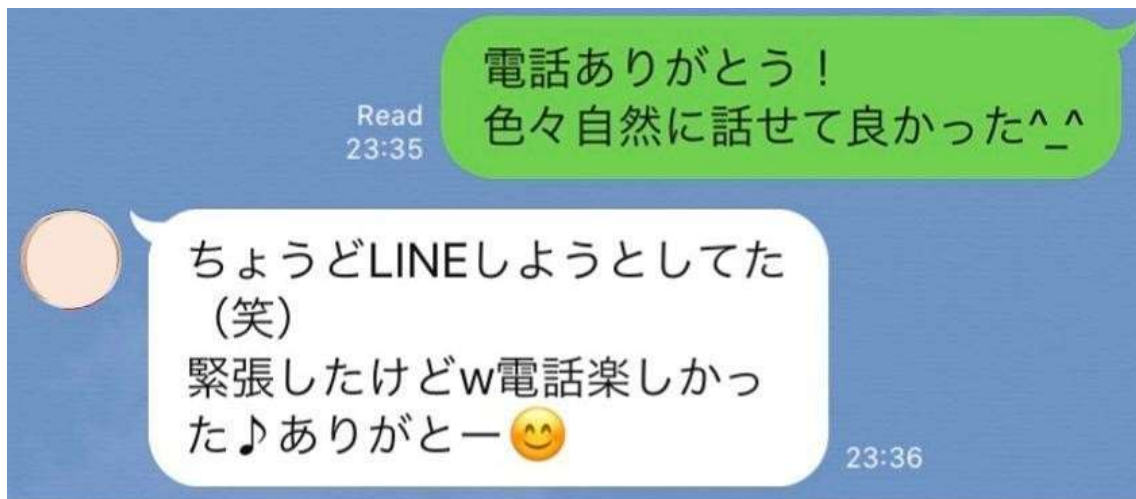 電話ありがとう！
色々自然に話せて良かった^_^
Read
23:35
ちょうどLINEしようとしてた
（笑）
緊張したけどw電話楽しかっ
た♪ありがとー😊
23:36